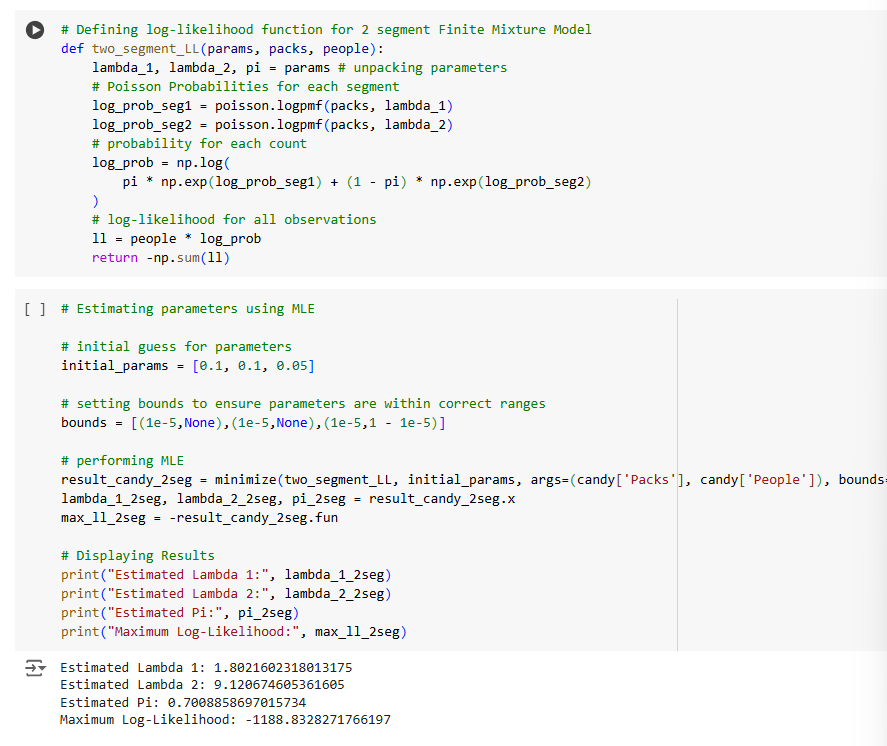 # Defining log-likelihood function for 2 segment Finite Mixture Model
def two_segment_LL(params, packs, people):
    lambda_1, lambda_2, pi = params # unpacking parameters
    # Poisson Probabilities for each segment
    log_prob_seg1 = poisson.logpmf(packs, lambda_1)
    log_prob_seg2 = poisson.logpmf(packs, lambda_2)
    # probability for each count
    log_prob = np.log(
        pi * np.exp(log_prob_seg1) + (1 - pi) * np.exp(log_prob_seg2)
    )
    # log-likelihood for all observations
    ll = people * log_prob
    return -np.sum(ll)
[ ] # Estimating parameters using MLE
# initial guess for parameters
initial_params = [0.1, 0.1, 0.05]
# setting bounds to ensure parameters are within correct ranges
bounds = [(1e-5,None),(1e-5,None),(1e-5,1 - 1e-5)]
# performing MLE
result_candy_2seg = minimize(two_segment_LL, initial_params, args=(candy['Packs'], candy['People']), bounds=
lambda_1_2seg, lambda_2_2seg, pi_2seg = result_candy_2seg.x
max_ll_2seg = -result_candy_2seg.fun
# Displaying Results
print("Estimated Lambda 1:", lambda_1_2seg)
print("Estimated Lambda 2:", lambda_2_2seg)
print("Estimated Pi:", pi_2seg)
print("Maximum Log-Likelihood:", max_ll_2seg)
Estimated Lambda 1: 1.8021602318013175
Estimated Lambda 2: 9.120674605361605
Estimated Pi: 0.7008858697015734
Maximum Log-Likelihood: -1188.8328271766197